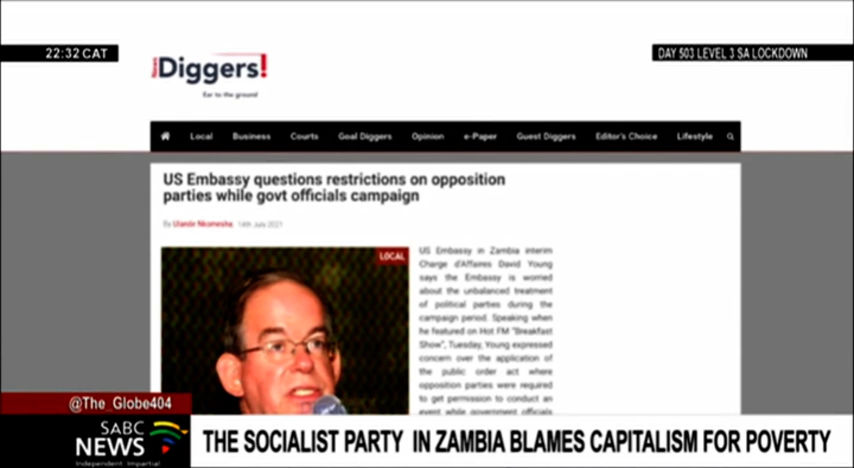 22:32 CAT
DAY 503 LEVEL 3 SA LOCKDOWN
News Diggers!
Ear to the ground
Local Business Courts Goal Diggers Opinion e-Paper Guest Diggers Editor's Choice Lifestyle
US Embassy questions restrictions on opposition
parties while govt officials campaign
By Ulande Nkomesha, 14th July 2021
LOCAL
US Embassy in Zambia interim
Charge d'Affaires David Young
says the Embassy is worried
about the unbalanced treatment
of political parties during the
campaign period. Speaking when
he featured on Hot FM "Breakfast
Show", Tuesday, Young expressed
concern over the application of
the public order act where
opposition parties were required
to get permission to conduct an
event while government officials
@The_Globe404
SABC
NEWS
Independent. Impartial
THE SOCIALIST PARTY IN ZAMBIA BLAMES CAPITALISM FOR POVERTY